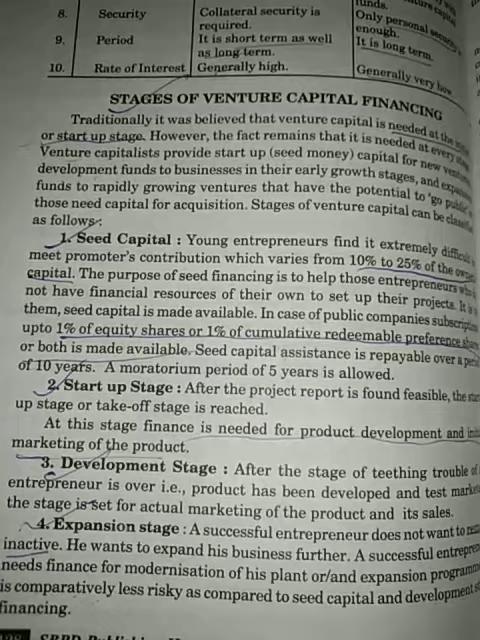 funds.
8. Security Collateral security is required. Only personal security enough.
9. Period It is short term as well as long term. It is long term.
10. Rate of Interest Generally high. Generally very low
STAGES OF VENTURE CAPITAL FINANCING
Traditionally it was believed that venture capital is needed at the
or start up stage. However, the fact remains that it is needed at every stage
Venture capitalists provide start up (seed money) capital for new ventures
development funds to businesses in their early growth stages, and expansion
funds to rapidly growing ventures that have the potential to 'go public'
those need capital for acquisition. Stages of venture capital can be
as follows :
1. Seed Capital : Young entrepreneurs find it extremely difficult
meet promoter's contribution which varies from 10% to 25% of the
capital. The purpose of seed financing is to help those entrepreneurs who
not have financial resources of their own to set up their projects. It is
them, seed capital is made available. In case of public companies
upto 1% of equity shares or 1% of cumulative redeemable preference
or both is made available. Seed capital assistance is repayable over a
of 10 years. A moratorium period of 5 years is allowed.
2. Start up Stage : After the project report is found feasible, the
up stage or take-off stage is reached.
At this stage finance is needed for product development and
marketing of the product.
3. Development Stage : After the stage of teething trouble of
entrepreneur is over i.e., product has been developed and test
the stage is set for actual marketing of the product and its sales.
4. Expansion stage : A successful entrepreneur does not want to
inactive. He wants to expand his business further. A successful
needs finance for modernisation of his plant or/and expansion
is comparatively less risky as compared to seed capital and development
financing.